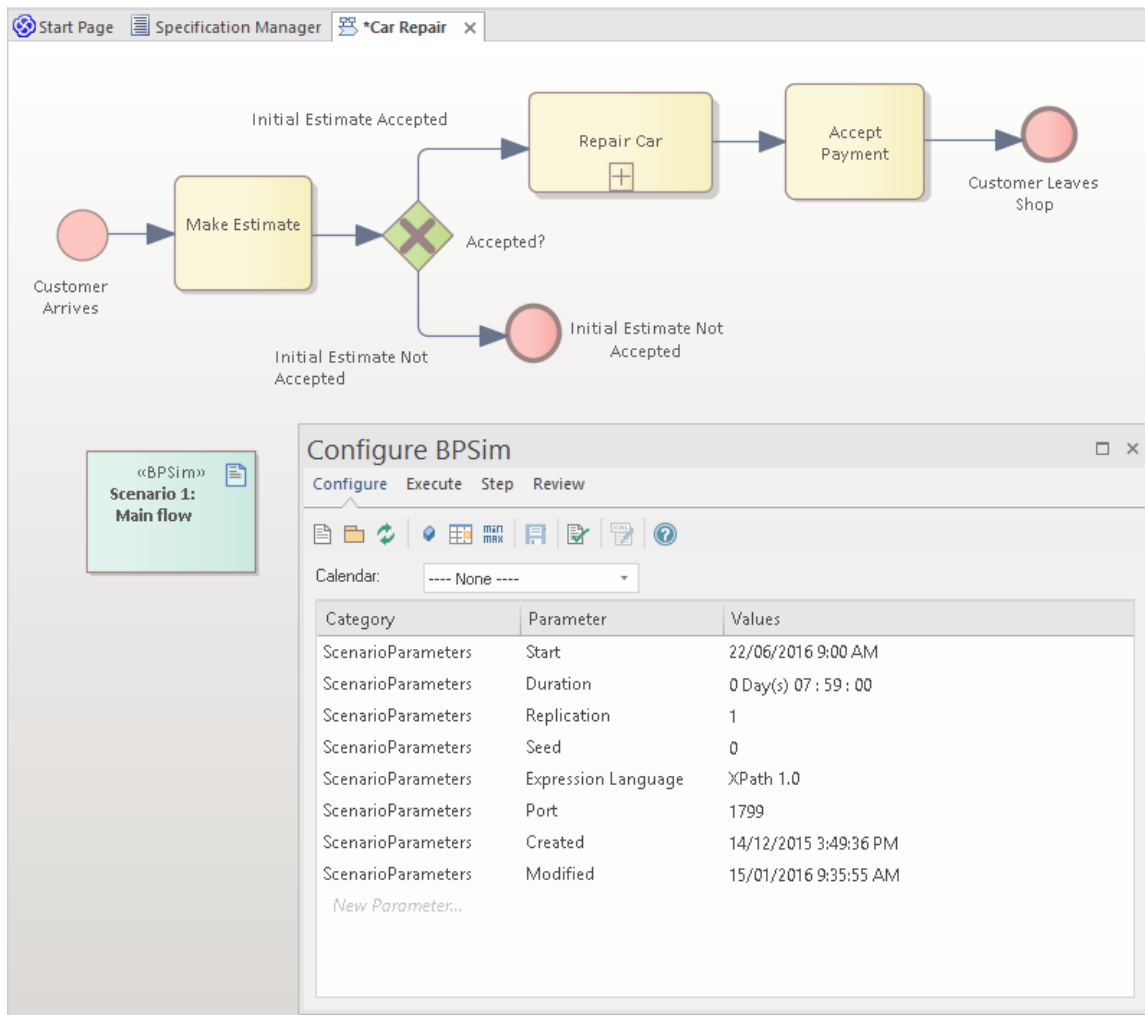 Start Page
Specification Manager
*Car Repair
Initial Estimate Accepted
Repair Car
Accept
Payment
Customer Leaves
Shop
Make Estimate
Accepted?
Customer
Arrives
Initial Estimate Not
Accepted
Initial Estimate Not
Accepted
«BPSim»
Scenario 1:
Main flow
Configure BPSim
Configure Execute Step Review
min
max
XML
Calendar: ---- None ----
Category Parameter Values
ScenarioParameters Start 22/06/2016 9:00 AM
ScenarioParameters Duration 0 Day(s) 07 : 59 : 00
ScenarioParameters Replication 1
ScenarioParameters Seed 0
ScenarioParameters Expression Language XPath 1.0
ScenarioParameters Port 1799
ScenarioParameters Created 14/12/2015 3:49:36 PM
ScenarioParameters Modified 15/01/2016 9:35:55 AM
New Parameter...